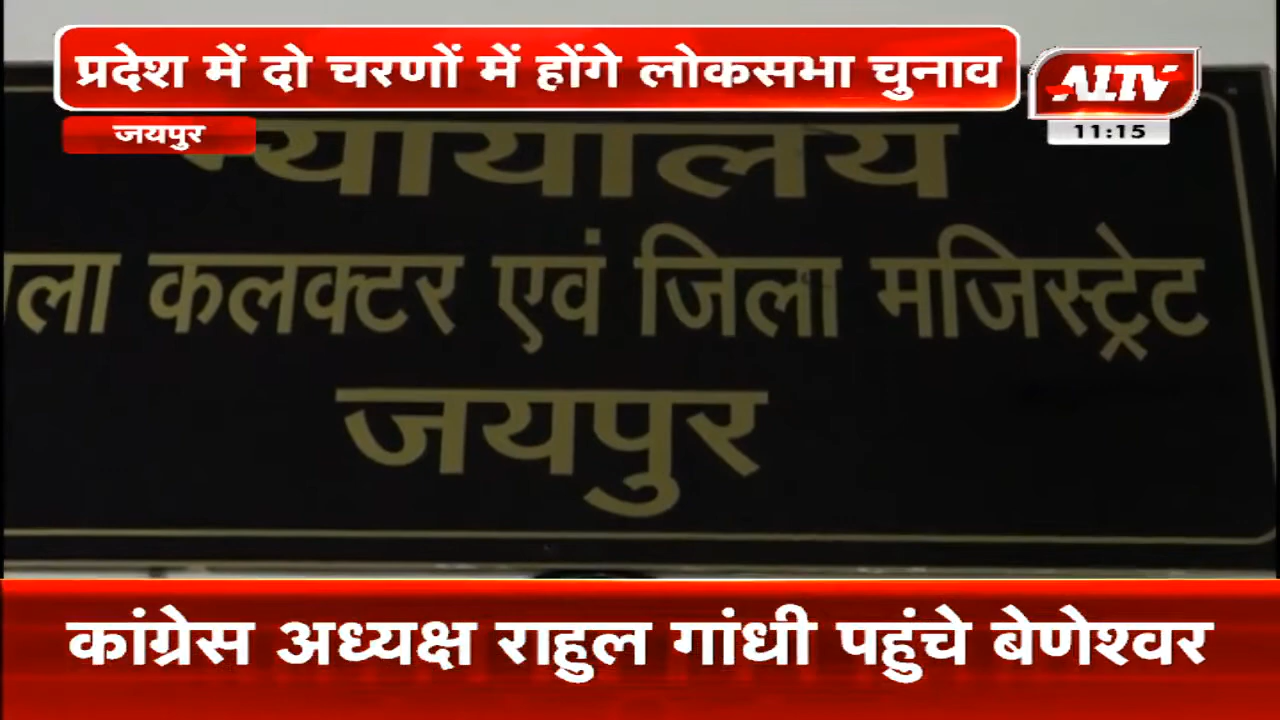 प्रदेश में दो चरणों में होंगे लोकसभा चुनाव
ALTV
जयपुर
11:15
न्यायालय
कलक्टर एवं जिला मजिस्ट्रेट
जयपुर
कांग्रेस अध्यक्ष राहुल गांधी पहुंचे बेणेश्वर